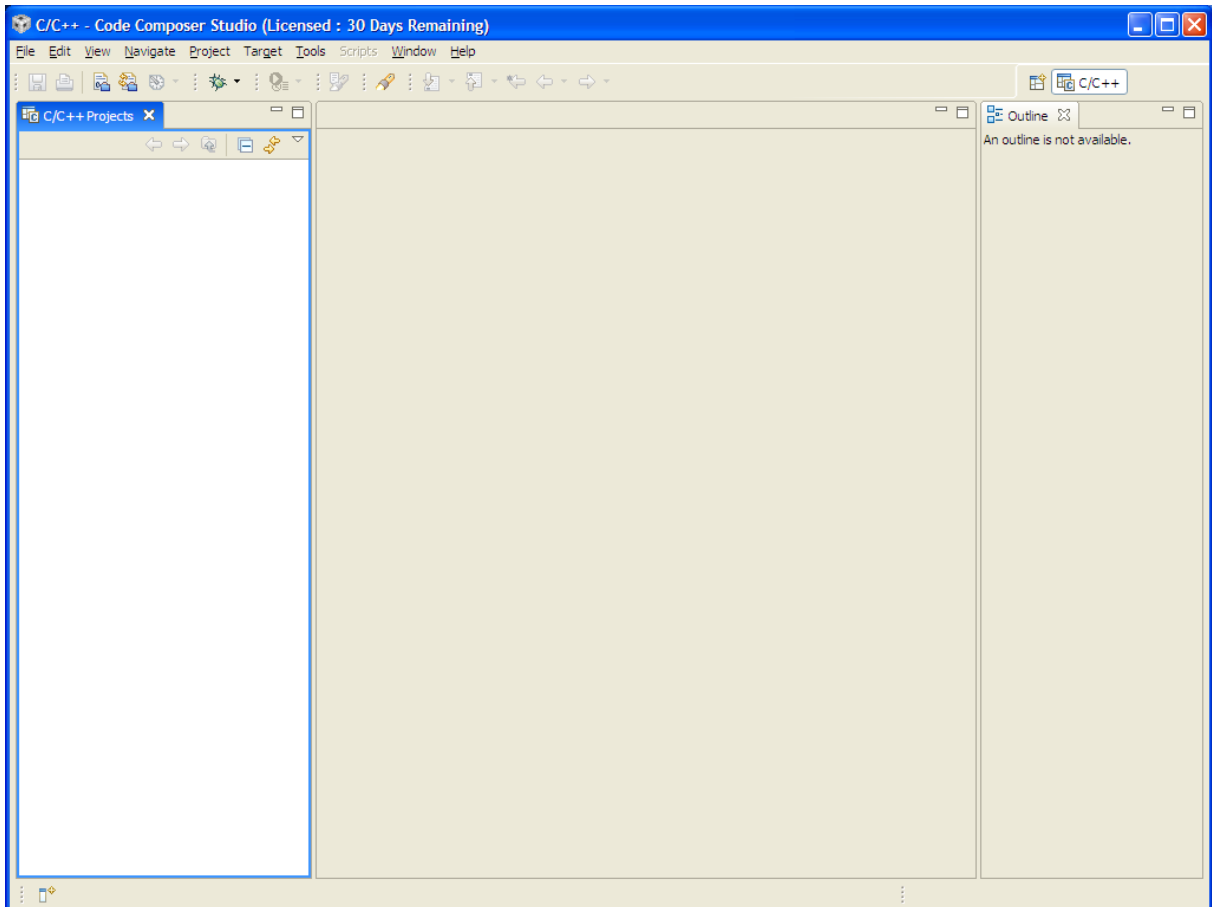 C/C++ - Code Composer Studio (Licensed : 30 Days Remaining)
File Edit View Navigate Project Target Tools Scripts Window Help
C/C++
C/C++ Projects
Outline
An outline is not available.